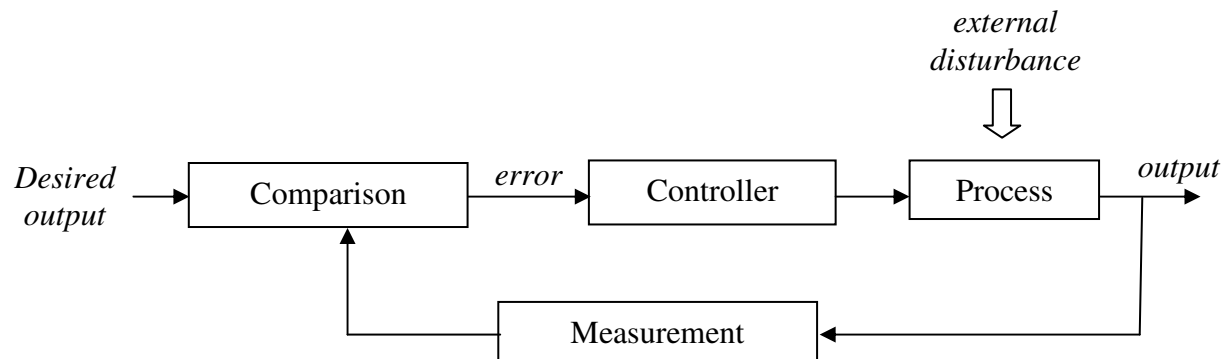 external
disturbance
Desired
output
Comparison
error
Controller
Process
output
Measurement